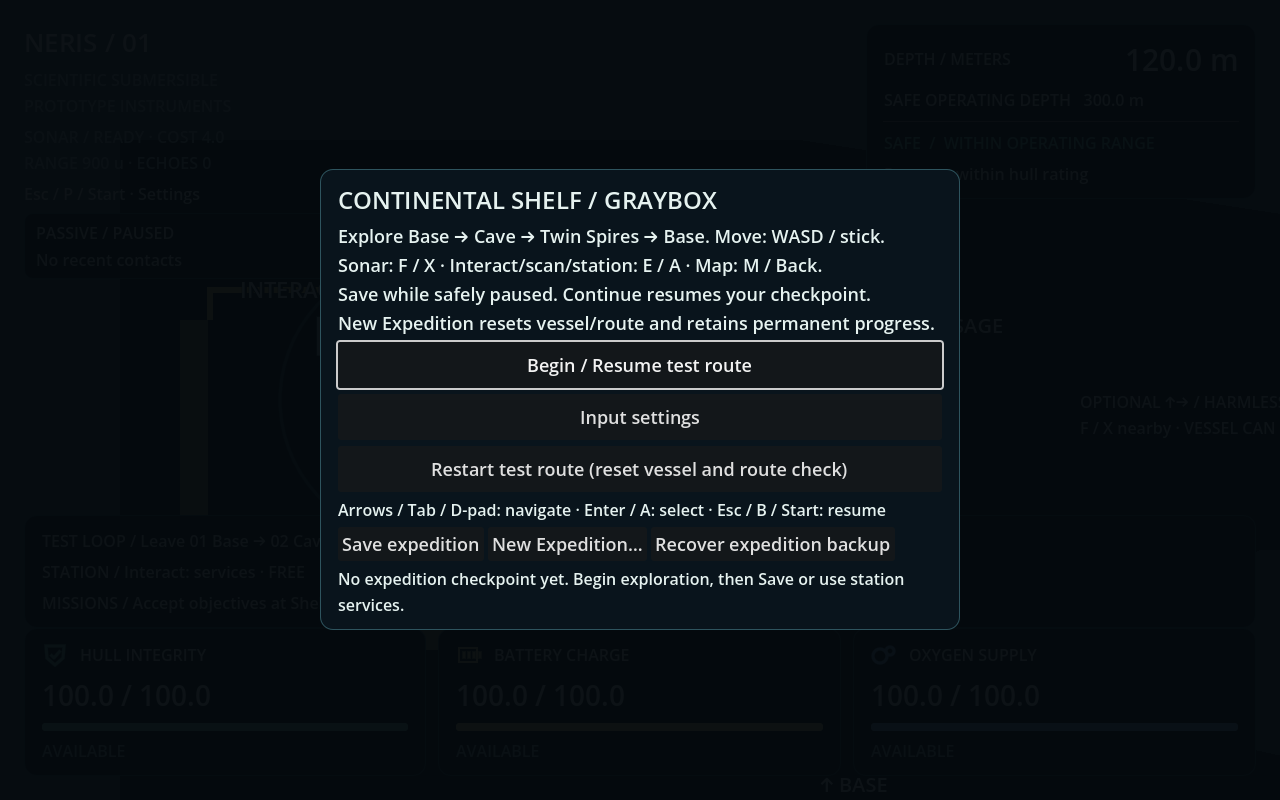 NERIS / 01
SCIENTIFIC SUBMERSIBLE
PROTOTYPE INSTRUMENTS
SONAR / READY · COST 4.0
RANGE 900 u · ECHOES 0
Esc / P / Start · Settings
PASSIVE / PAUSED
No recent contacts
DEPTH / METERS 120.0 m
SAFE OPERATING DEPTH 300.0 m
SAFE / WITHIN OPERATING RANGE
within hull rating
CONTINENTAL SHELF / GRAYBOX
Explore Base → Cave → Twin Spires → Base. Move: WASD / stick.
Sonar: F / X · Interact/scan/station: E / A · Map: M / Back.
Save while safely paused. Continue resumes your checkpoint.
New Expedition resets vessel/route and retains permanent progress.
Begin / Resume test route
Input settings
Restart test route (reset vessel and route check)
Arrows / Tab / D-pad: navigate · Enter / A: select · Esc / B / Start: resume
Save expedition New Expedition... Recover expedition backup
No expedition checkpoint yet. Begin exploration, then Save or use station
services.
OPTIONAL ↑→ / HARMLES
F / X nearby · VESSEL CAN
TEST LOOP / Leave 01 Base → 02 Cav
STATION / Interact: services · FREE
MISSIONS / Accept objectives at She
HULL INTEGRITY
100.0 / 100.0
AVAILABLE
BATTERY CHARGE
100.0 / 100.0
AVAILABLE
OXYGEN SUPPLY
100.0 / 100.0
AVAILABLE
↑ BASE